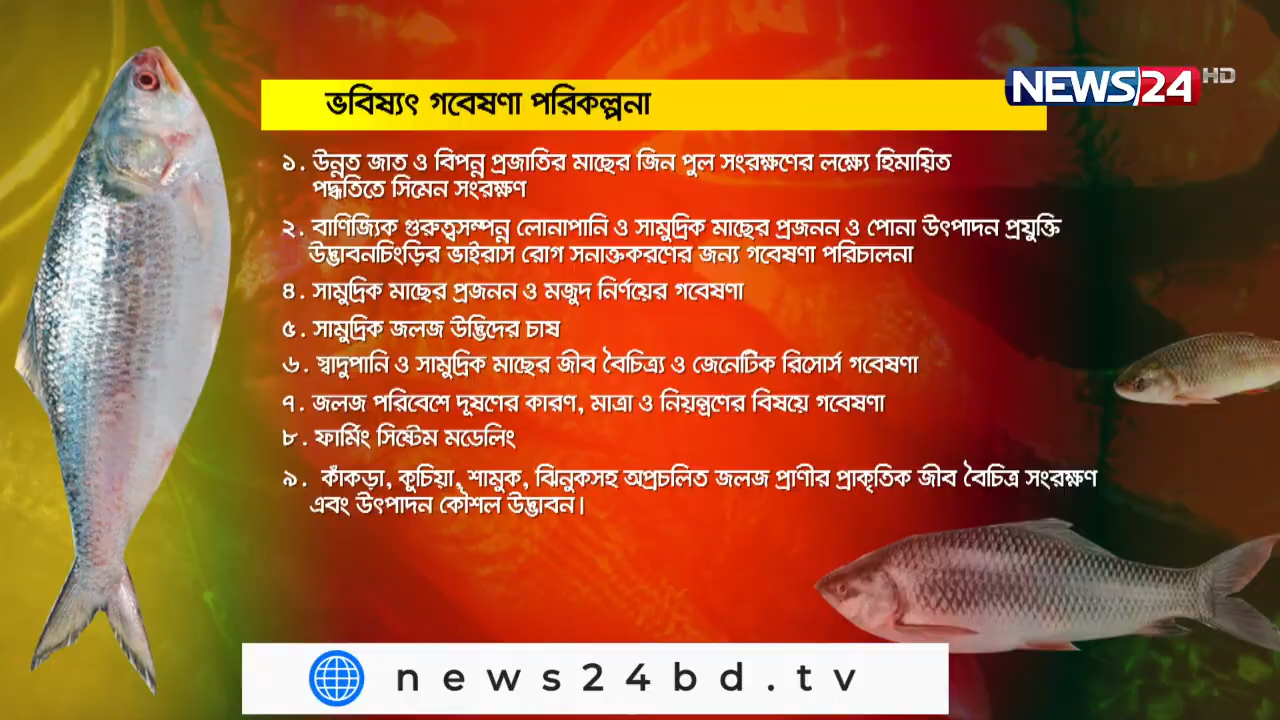 NEWS24 HD
ভবিষ্যৎ গবেষণা পরিকল্পনা
১. উন্নত জাত ও বিপন্ন প্রজাতির মাছের জিন পুল সংরক্ষণের লক্ষ্যে হিমায়িত
পদ্ধতিতে সিমেন সংরক্ষণ
২. বাণিজ্যিক গুরুত্বসম্পন্ন লোনাপানি ও সামুদ্রিক মাছের প্রজনন ও পোনা উৎপাদন প্রযুক্তি
উদ্ভাবনচিংড়ির ভাইরাস রোগ সনাক্তকরণের জন্য গবেষণা পরিচালনা
৪. সামুদ্রিক মাছের প্রজনন ও মজুদ নির্ণয়ের গবেষণা
৫. সামুদ্রিক জলজ উদ্ভিদের চাষ
৬. স্বাদুপানি ও সামুদ্রিক মাছের জীব বৈচিত্র্য ও জেনেটিক রিসোর্স গবেষণা
৭. জলজ পরিবেশে দূষণের কারণ, মাত্রা ও নিয়ন্ত্রণের বিষয়ে গবেষণা
৮. ফার্মিং সিষ্টেম মডেলিং
৯. কাঁকড়া, কুচিয়া, শামুক, ঝিনুকসহ অপ্রচলিত জলজ প্রাণীর প্রাকৃতিক জীব বৈচিত্র সংরক্ষণ
এবং উৎপাদন কৌশল উদ্ভাবন।
news24bd.tv